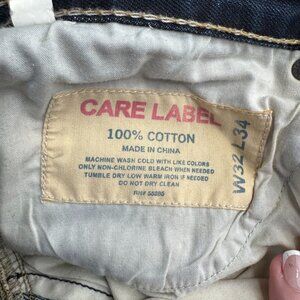 CARE LABEL
100% COTTON
MADE IN CHINA
MACHINE WASH COLD WITH LIKE COLORS
ONLY NON-CHLORINE BLEACH WHEN NEEDED
TUMBLE DRY LOW WARM IRON IF NEEDED
DO NOT DRY CLEAN
RN#
W32 L34